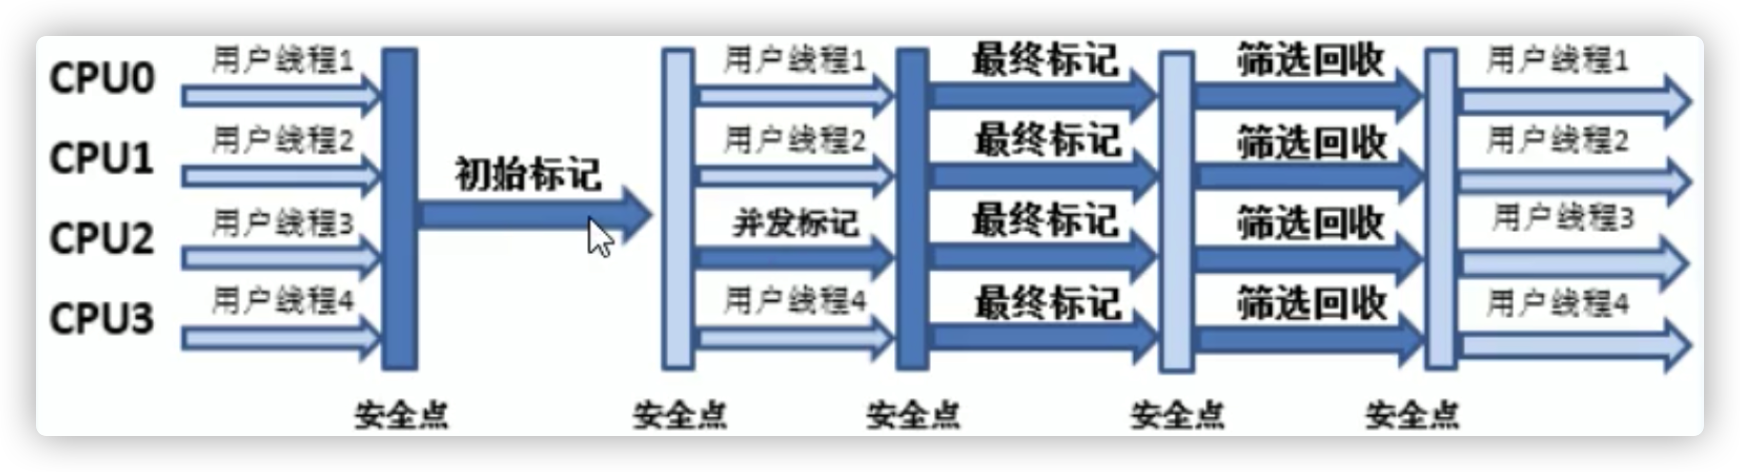 CPU0 用户线程1 用户线程1 最终标记 筛选回收 用户线程1
CPU1 用户线程2 用户线程2 最终标记 筛选回收 用户线程2
初始标记
CPU2 用户线程3 并发标记 最终标记 筛选回收 用户线程3
CPU3 用户线程4 用户线程4 最终标记 筛选回收 用户线程4
安全点 安全点 安全点 安全点 安全点